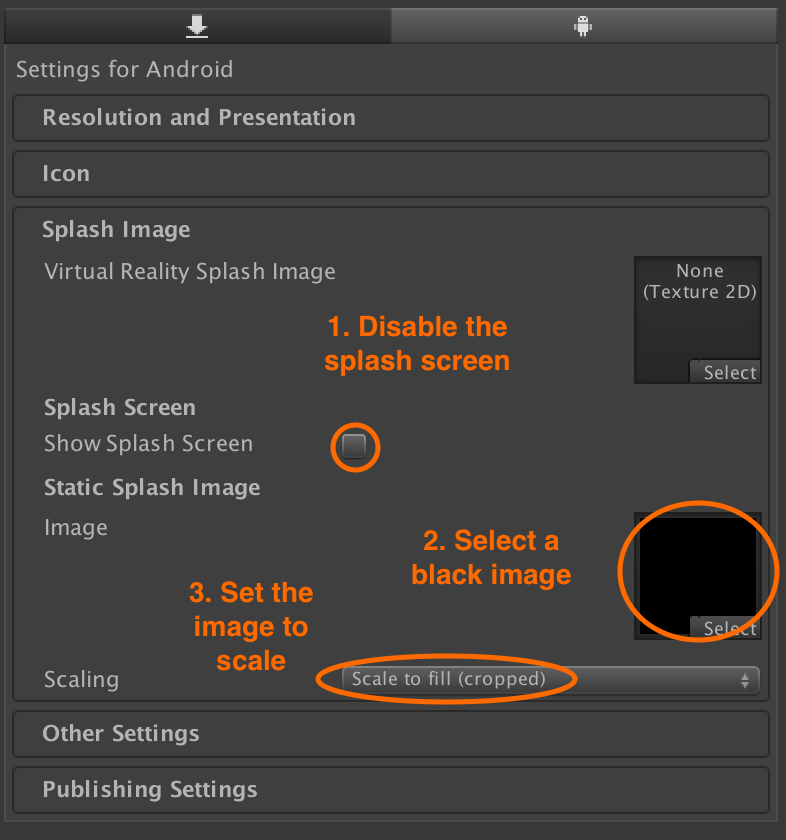 Settings for Android
Resolution and Presentation
Icon
Splash Image
Virtual Reality Splash Image
None
(Texture 2D)
Select
1. Disable the
splash screen
Splash Screen
Show Splash Screen
Static Splash Image
Image
2. Select a
black image
Select
3. Set the
image to
scale
Scaling
Scale to fill (cropped)
Other Settings
Publishing Settings